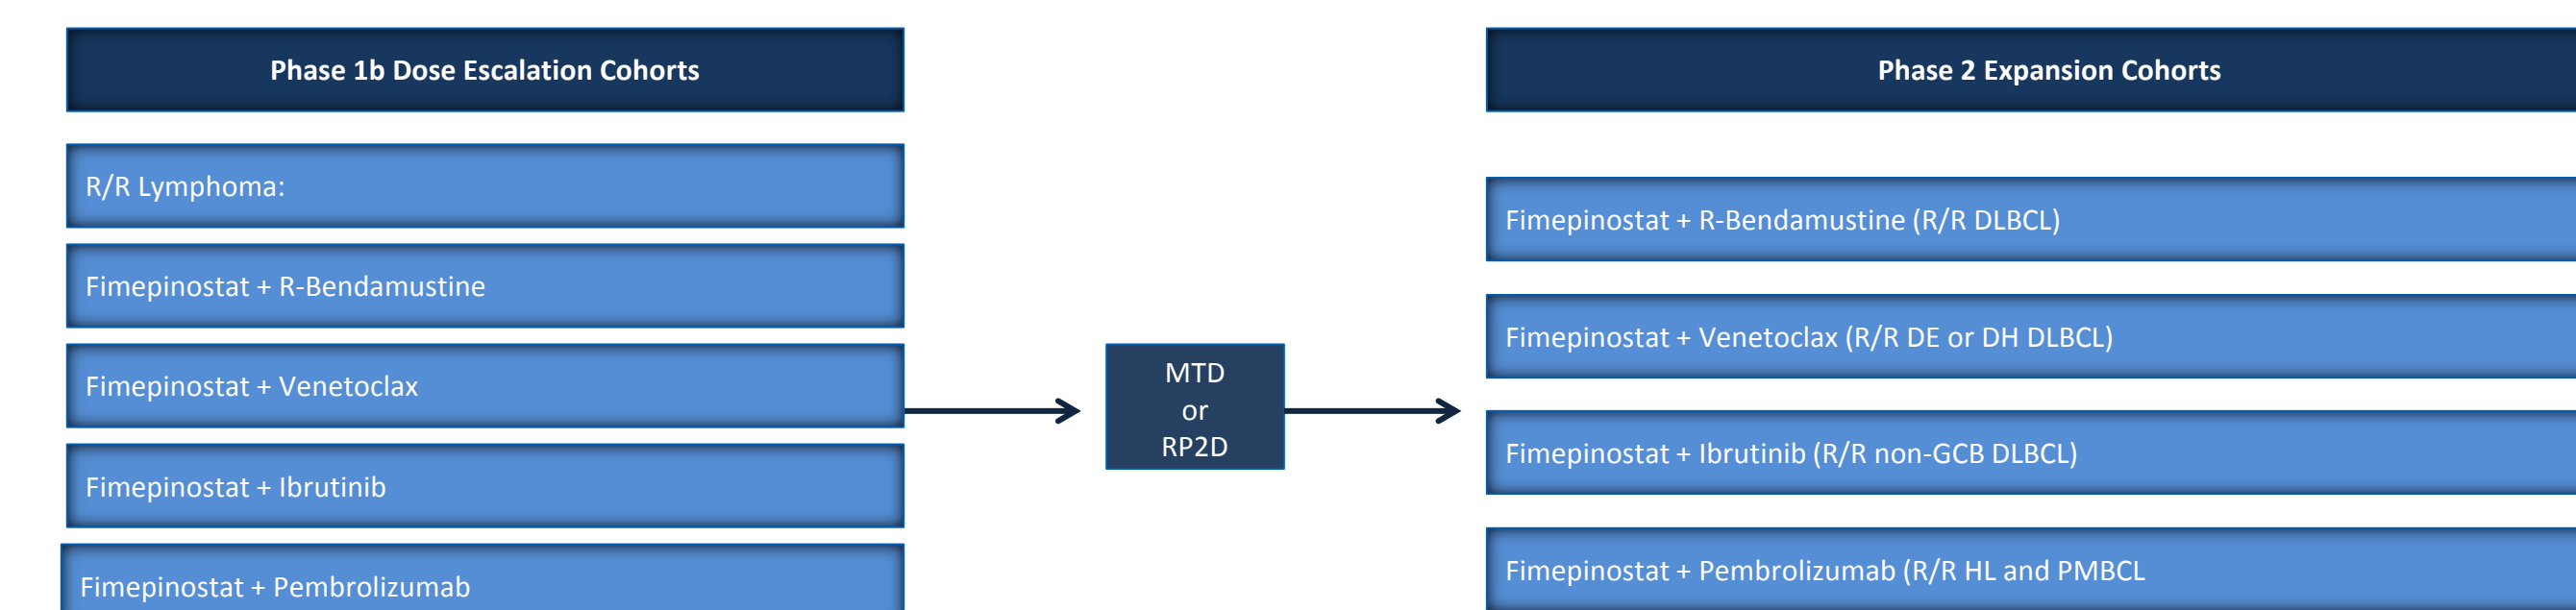 Phase 1b Dose Escalation Cohorts
R/R Lymphoma:
Fimepinostat + R-Bendamustine
Fimepinostat + Venetoclax
Fimepinostat + Ibrutinib
Fimepinostat + Pembrolizumab
MTD
or
RP2D
Phase 2 Expansion Cohorts
Fimepinostat + R-Bendamustine (R/R DLBCL)
Fimepinostat + Venetoclax (R/R DE or DH DLBCL)
Fimepinostat + Ibrutinib (R/R non-GCB DLBCL)
Fimepinostat + Pembrolizumab (R/R HL and PMBCL